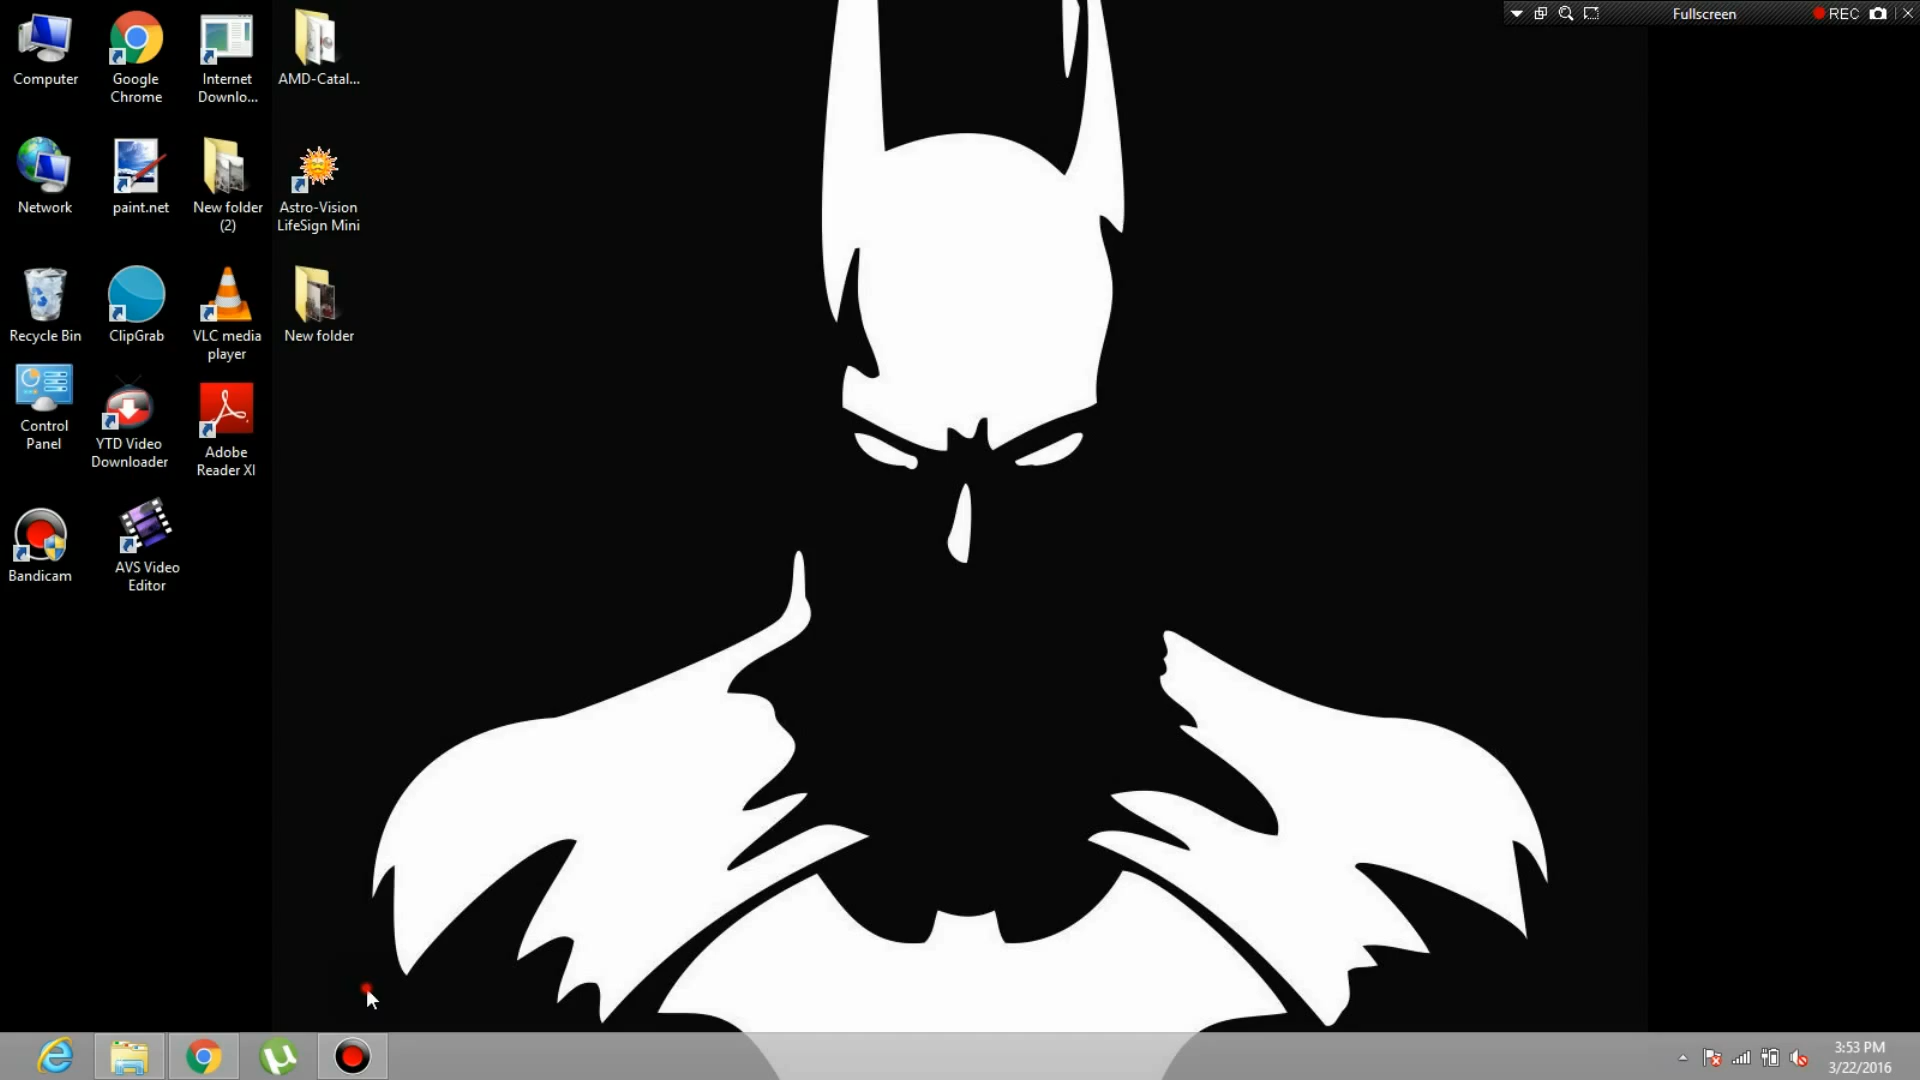 Fullscreen
REC
Computer
Google
Chrome
Internet
Downlo...
AMD-Catal...
Network
paint.net
New folder
(2)
Astro-Vision
LifeSign Mini
Recycle Bin
ClipGrab
VLC media
player
New folder
Control
Panel
YTD Video
Downloader
Adobe
Reader XI
Bandicam
AVS Video
Editor
3:53 PM
3/22/2016